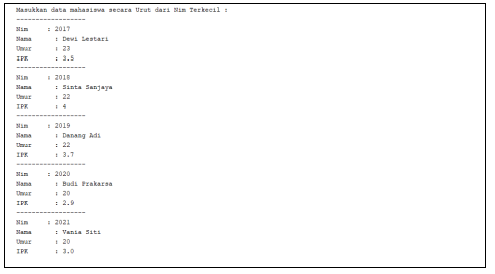 Masukkan data mahasiswa secara Urut dari Nim Terkecil :
------------------
Nim : 2017
Nama : Dewi Lestari
Umur : 23
IPK : 3.5
------------------
Nim : 2018
Nama : Sinta Sanjaya
Umur : 22
IPK : 4
------------------
Nim : 2019
Nama : Danang Adi
Umur : 22
IPK : 3.7
------------------
Nim : 2020
Nama : Budi Prakarsa
Umur : 20
IPK : 2.9
------------------
Nim : 2021
Nama : Vania Siti
Umur : 20
IPK : 3.0